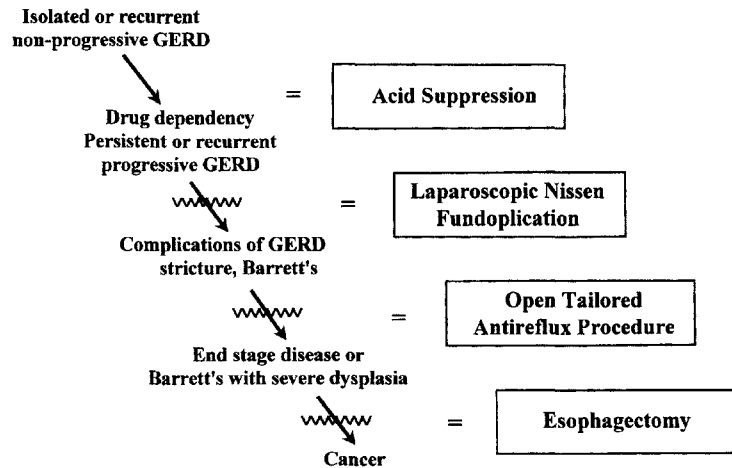 Isolated or recurrent
non-progressive GERD
= Acid Suppression
Drug dependency
Persistent or recurrent
progressive GERD
= Laparoscopic Nissen
Fundoplication
Complications of GERD
stricture, Barrett's
= Open Tailored
Antireflux Procedure
End stage disease or
Barrett's with severe dysplasia
= Esophagectomy
Cancer